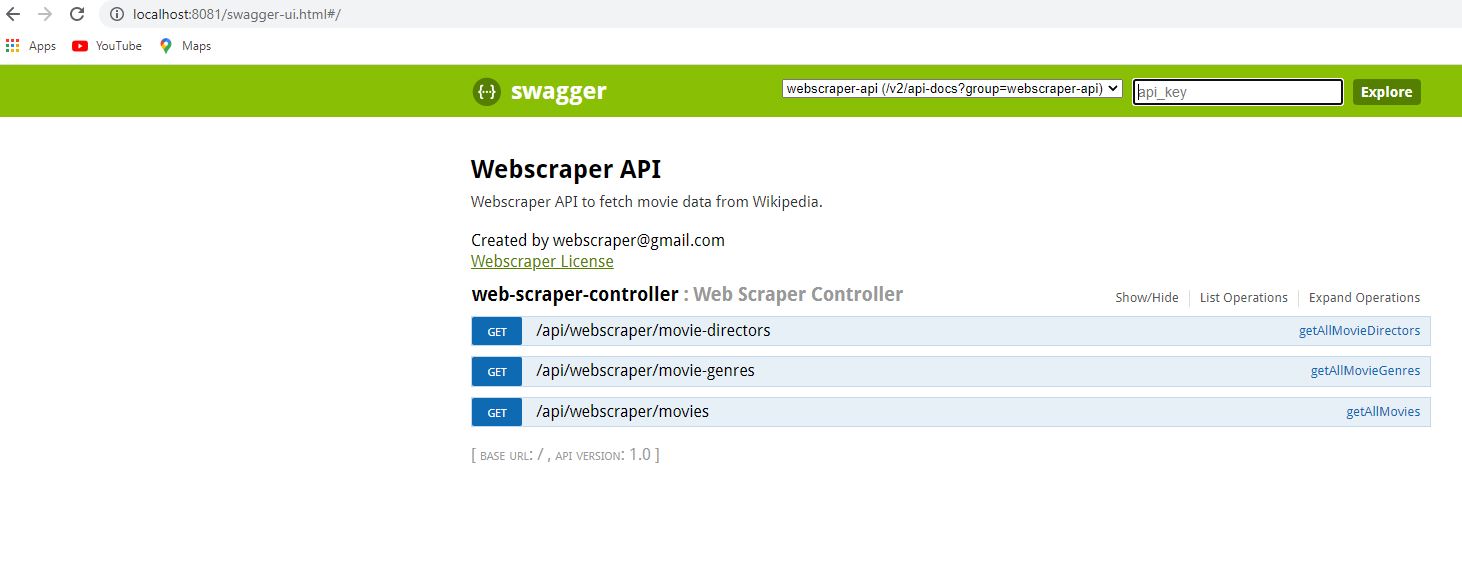 localhost:8081/swagger-ui.html#/
Apps YouTube Maps
{··} swagger webscraper-api (/v2/api-docs?group=webscraper-api) api_key Explore
Webscraper API
Webscraper API to fetch movie data from Wikipedia.
Created by webscraper@gmail.com
Webscraper License
web-scraper-controller : Web Scraper Controller Show/Hide List Operations Expand Operations
GET /api/webscraper/movie-directors getAllMovieDirectors
GET /api/webscraper/movie-genres getAllMovieGenres
GET /api/webscraper/movies getAllMovies
[ BASE URL: / , API VERSION: 1.0 ]